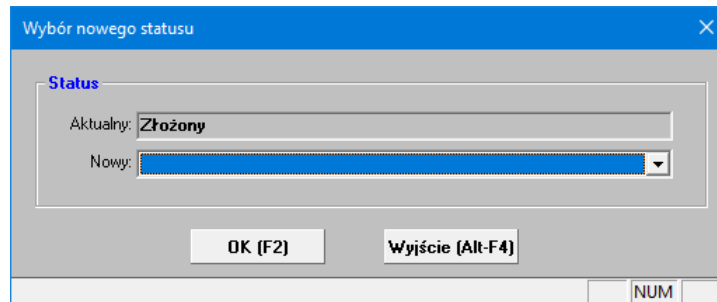 Wybór nowego statusu
Status
Aktualny: Złożony
Nowy:
OK (F2) Wyjście (Alt-F4)
NUM